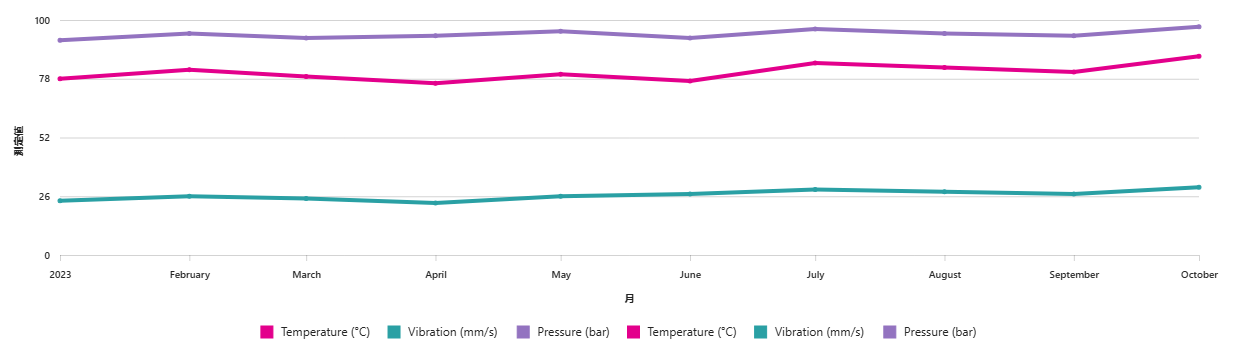 100
78
52
26
0
測定値
2023 February March April May June July August September October
月
Temperature (°C) Vibration (mm/s) Pressure (bar) Temperature (°C) Vibration (mm/s) Pressure (bar)